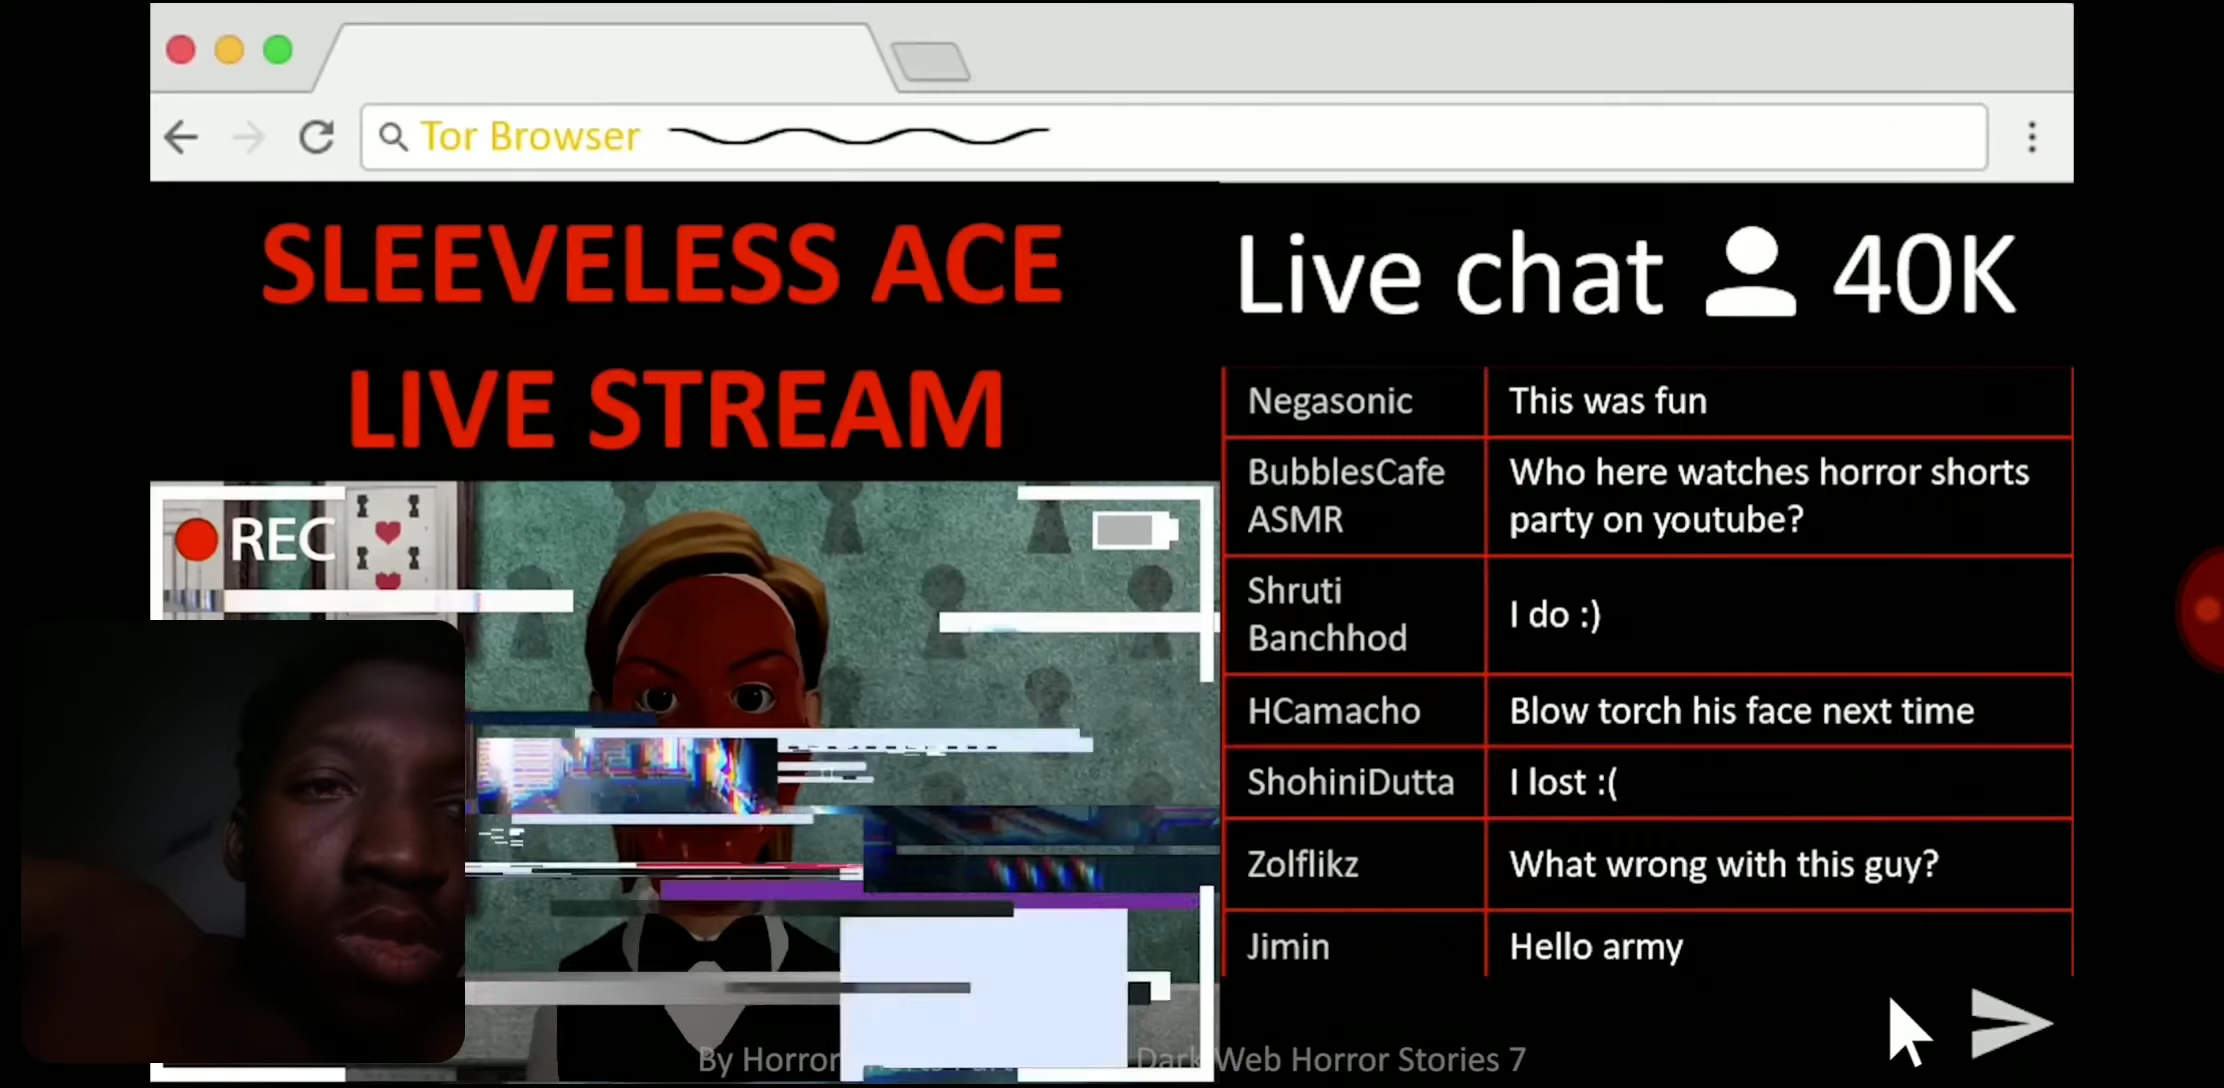 Tor Browser
SLEEVELESS ACE
LIVE STREAM
REC
Live chat 40K
Negasonic This was fun
BubblesCafe ASMR Who here watches horror shorts
party on youtube?
Shruti Banchhod I do :)
HCamacho Blow torch his face next time
ShohiniDutta I lost :(
Zolflikz What wrong with this guy?
Jimin Hello army
By Horror Dark Web Horror Stories 7